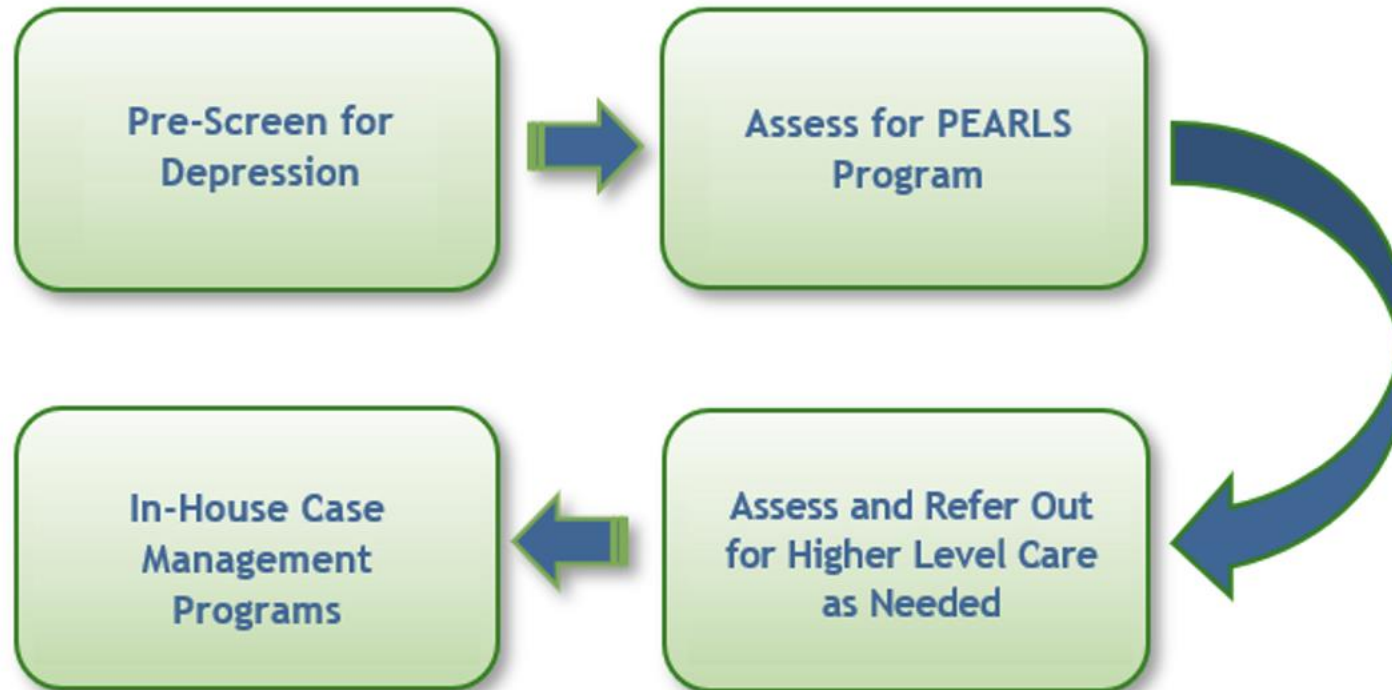 Pre-Screen for
Depression
Assess for PEARLS
Program
Assess and Refer Out
for Higher Level Care
as Needed
In-House Case
Management
Programs